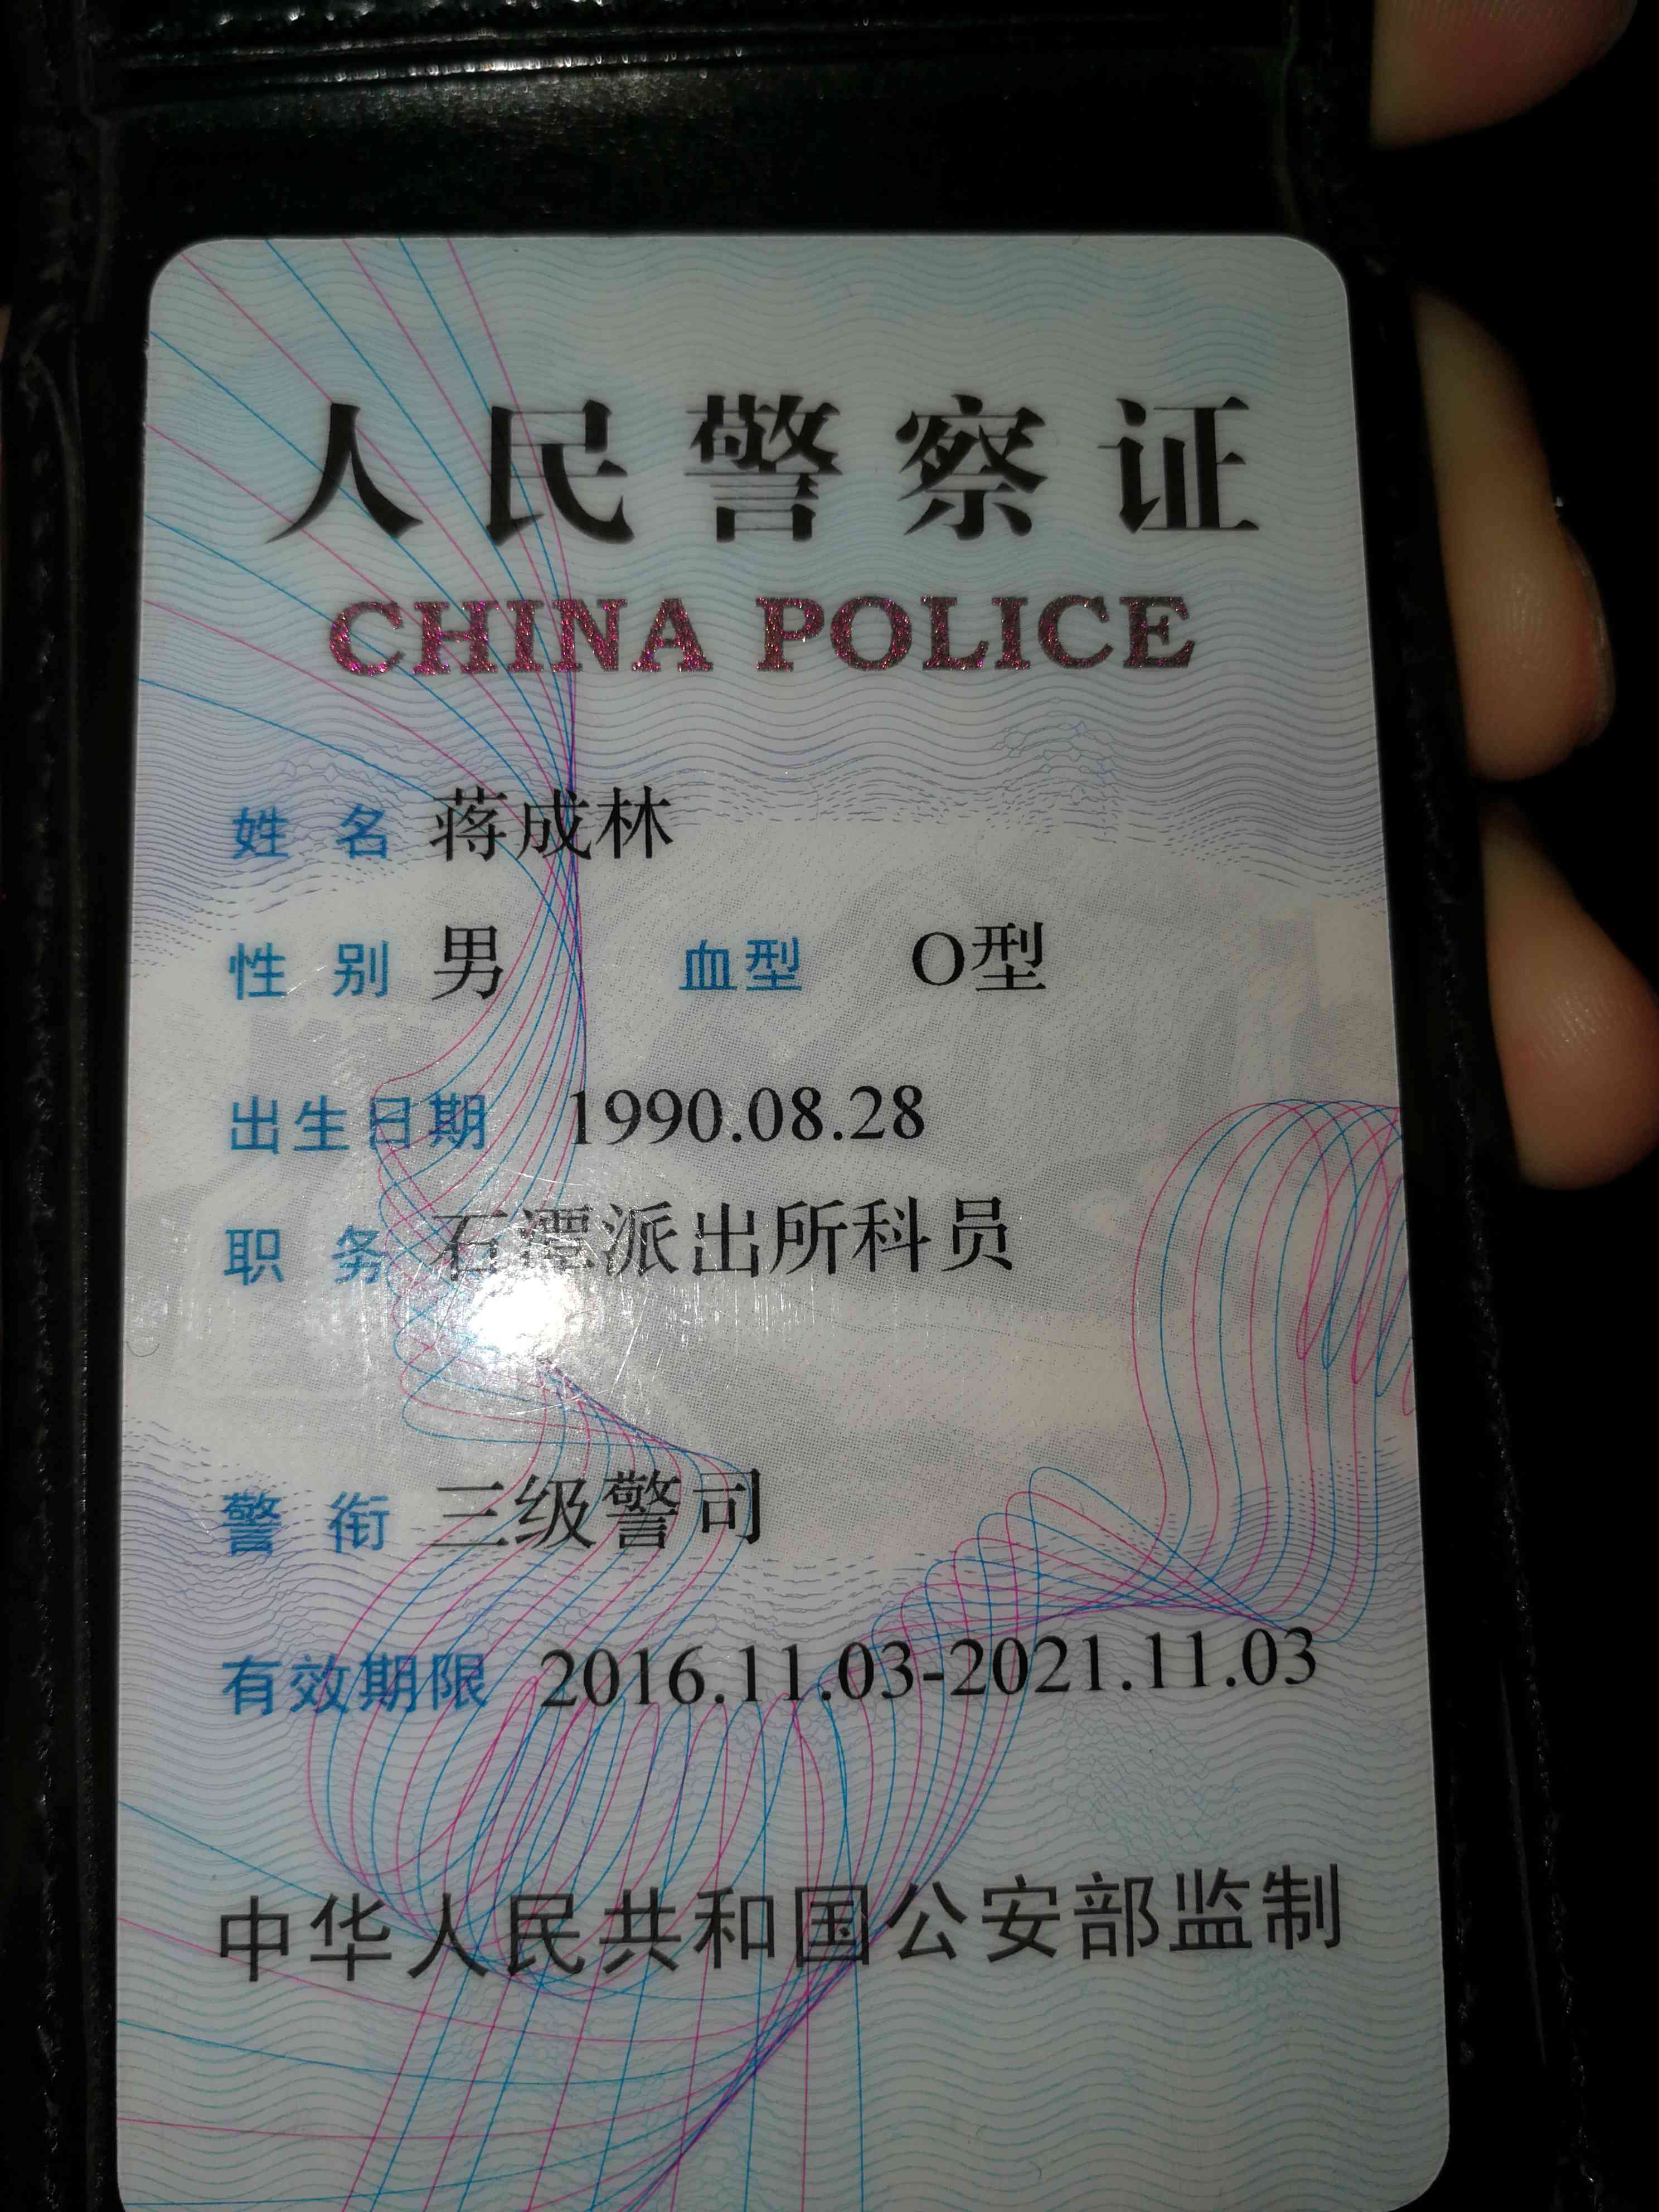 人民警察证
CHINA POLICE
姓名 蒋成林
性别 男 血型 O型
出生日期 1990.08.28
职务 石潭派出所科员
警衔 三级警司
有效期限 2016.11.03-2021.11.03
中华人民共和国公安部监制